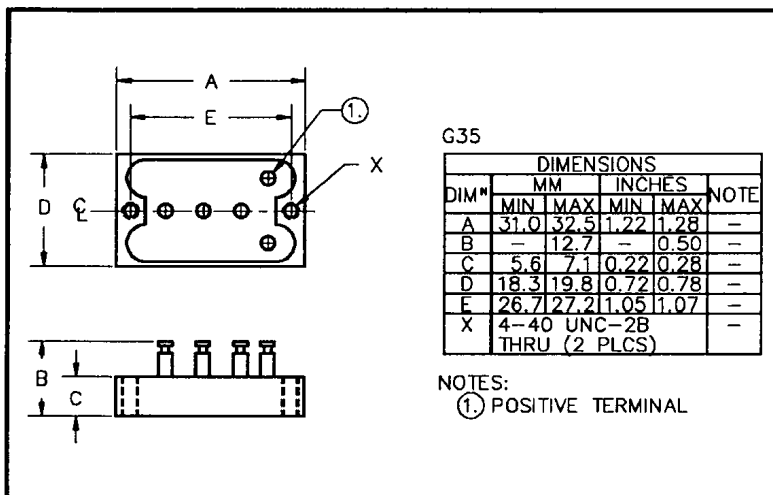 A
E
1.
X
D
CL
B
C
G35
DIMENSIONS
DIM" MM INCHES NOTE
MIN MAX MIN MAX
A 31.0 32.5 1.22 1.28 –
B – 12.7 – 0.50 –
C 5.6 7.1 0.22 0.28 –
D 18.3 19.8 0.72 0.78 –
E 26.7 27.2 1.05 1.07 –
X 4–40 UNC–2B –
THRU (2 PLCS)
NOTES:
1. POSITIVE TERMINAL